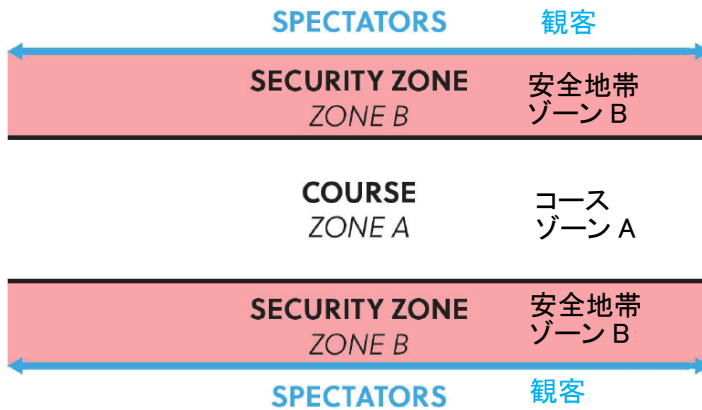 SPECTATORS 観客
SECURITY ZONE 安全地帯
ZONE B ゾーン B
COURSE コース
ZONE A ゾーン A
SECURITY ZONE 安全地帯
ZONE B ゾーン B
SPECTATORS 観客